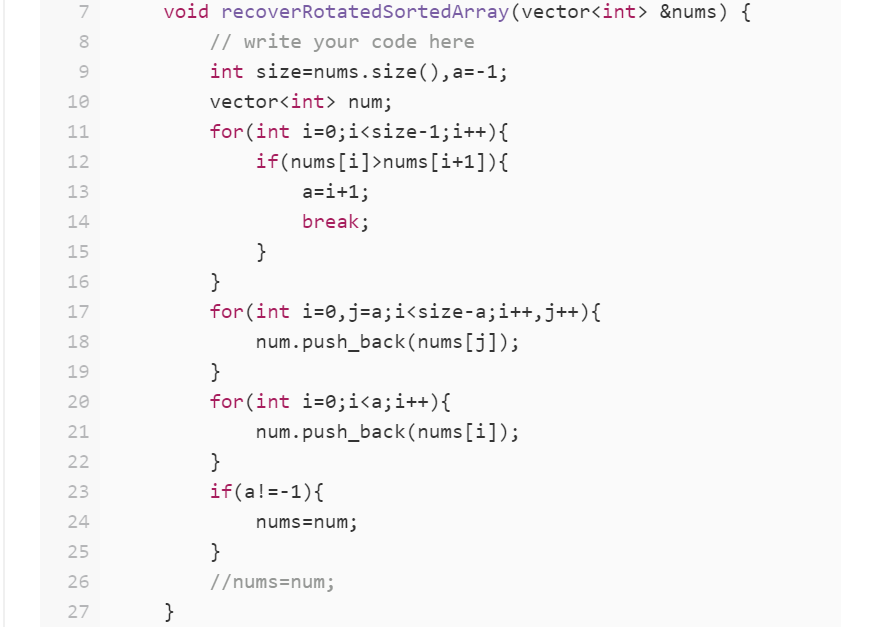 7 void recoverRotatedSortedArray(vector<int> &nums) {
8 // write your code here
9 int size=nums.size(),a=-1;
10 vector<int> num;
11 for(int i=0;i<size-1;i++){
12 if(nums[i]>nums[i+1]){
13 a=i+1;
14 break;
15 }
16 }
17 for(int i=0,j=a;i<size-a;i++,j++){
18 num.push_back(nums[j]);
19 }
20 for(int i=0;i<a;i++){
21 num.push_back(nums[i]);
22 }
23 if(a!=-1){
24 nums=num;
25 }
26 //nums=num;
27 }